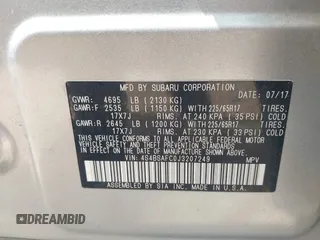 MFD. BY SUBARU CORPORATION 07/17
GVWR: 4695 LB (2130 KG)
GAWR:F 2535 LB (1150 KG) WITH 225/65R17 TIRES.
17X7J RIMS. AT 240 KPA (35 PSI) COLD
GAWR:R 2645 LB (1200 KG) WITH 225/65R17 TIRES.
17X7J RIMS. AT 230 KPA (33 PSI) COLD
THIS VEHICLE CONFORMS TO ALL APPLICABLE
FEDERAL MOTOR VEHICLE SAFETY, BUMPER, AND
THEFT PREVENTION STANDARDS IN EFFECT ON
THE DATE OF MANUFACTURE SHOWN ABOVE.
VIN: 4S4BSAFC0J3207249 MPV
ASSEMBLED BY SIA INC. MADE IN U.S.A.
DREAMBID